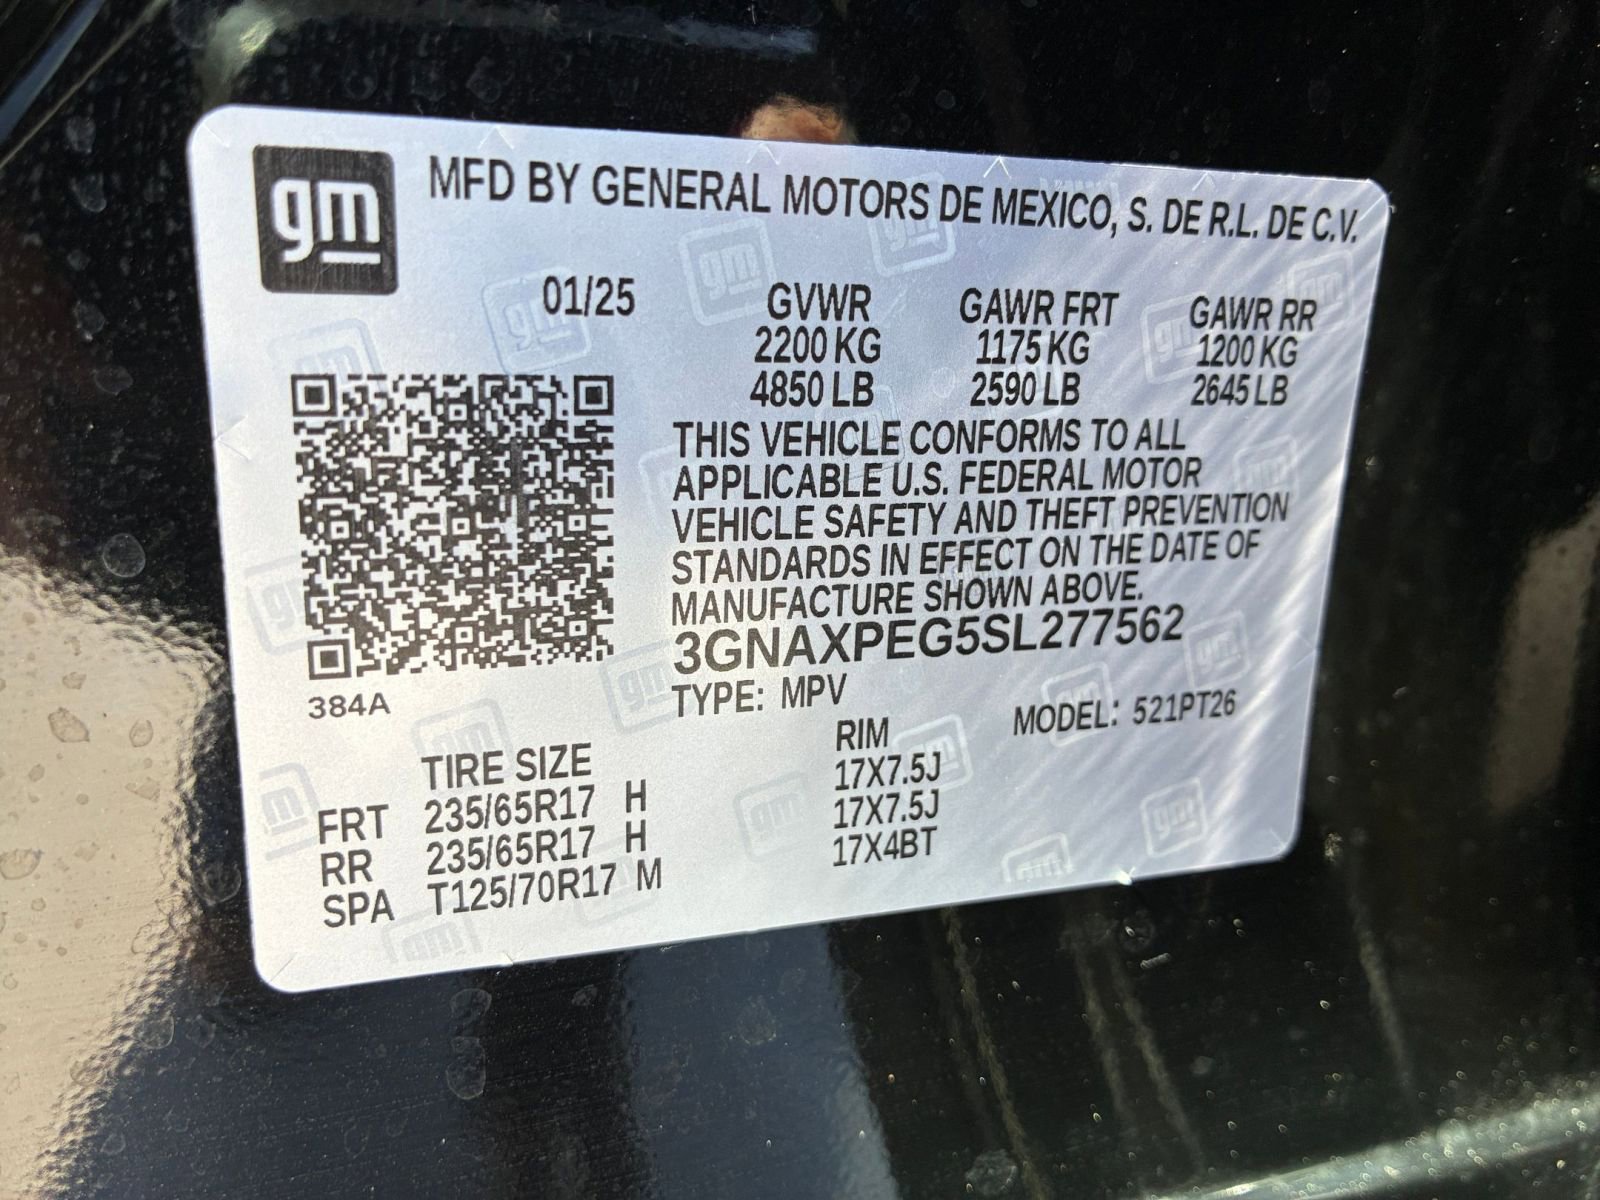 gm
MFD BY GENERAL MOTORS DE MEXICO, S. DE R.L. DE C.V.
01/25 GVWR GAWR FRT GAWR RR
2200 KG 1175 KG 1200 KG
4850 LB 2590 LB 2645 LB
THIS VEHICLE CONFORMS TO ALL
APPLICABLE U.S. FEDERAL MOTOR
VEHICLE SAFETY AND THEFT PREVENTION
STANDARDS IN EFFECT ON THE DATE OF
MANUFACTURE SHOWN ABOVE.
3GNAXPEG5SL277562
384A
TYPE: MPV MODEL: 521PT26
TIRE SIZE RIM
FRT 235/65R17 H 17X7.5J
RR 235/65R17 H 17X7.5J
SPA T125/70R17 M 17X4BT